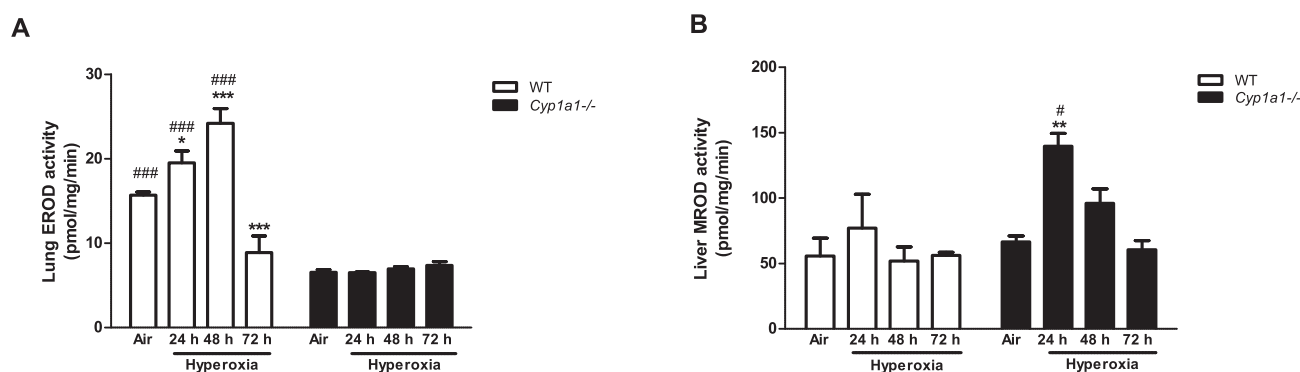 A
Lung EROD activity
(pmol/mg/min)
30
20
10
0
###
###
*
###
***
***
Air 24 h 48 h 72 h
Hyperoxia
Air 24 h 48 h 72 h
Hyperoxia
WT
Cyp1a1-/-
B
Liver MROD activity
(pmol/mg/min)
200
150
100
50
0
#
**
Air 24 h 48 h 72 h
Hyperoxia
Air 24 h 48 h 72 h
Hyperoxia
WT
Cyp1a1-/-